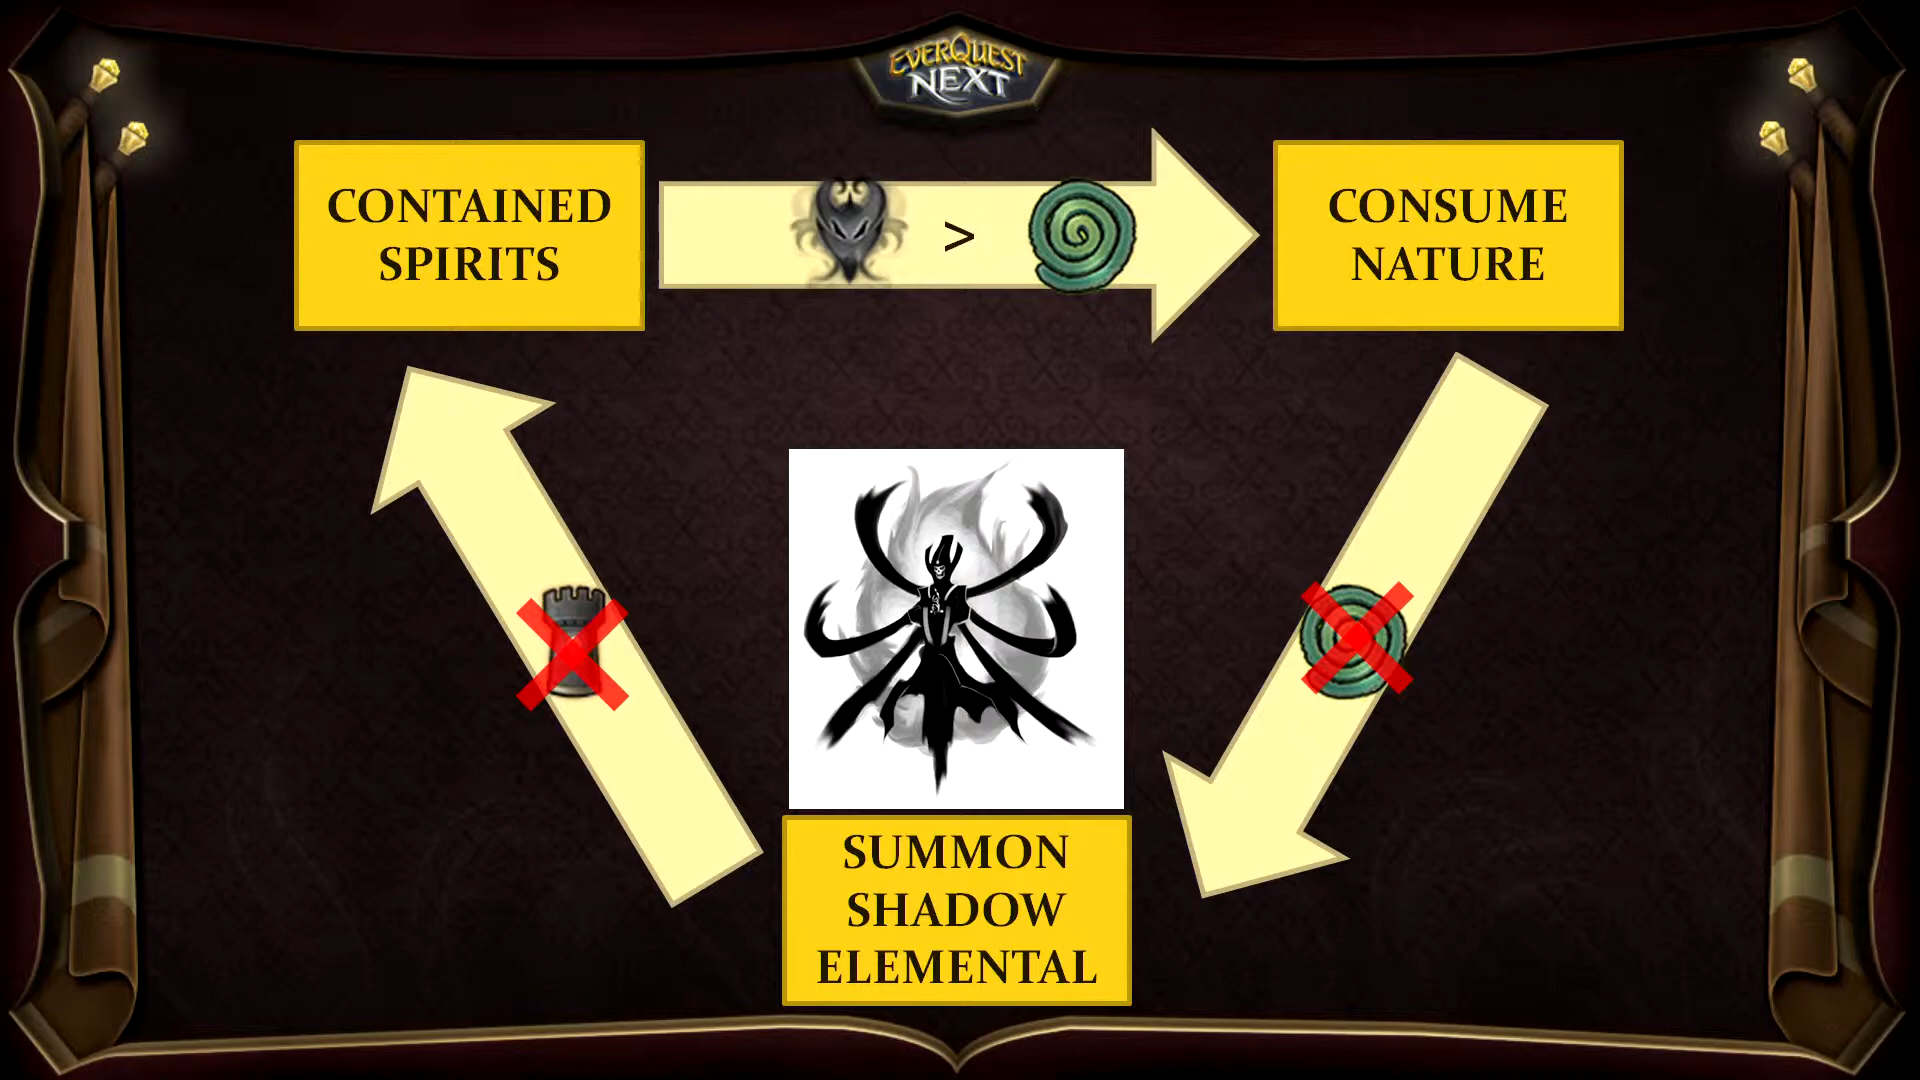 EVERQUEST
NEXT
CONTAINED
SPIRITS
>
CONSUME
NATURE
SUMMON
SHADOW
ELEMENTAL